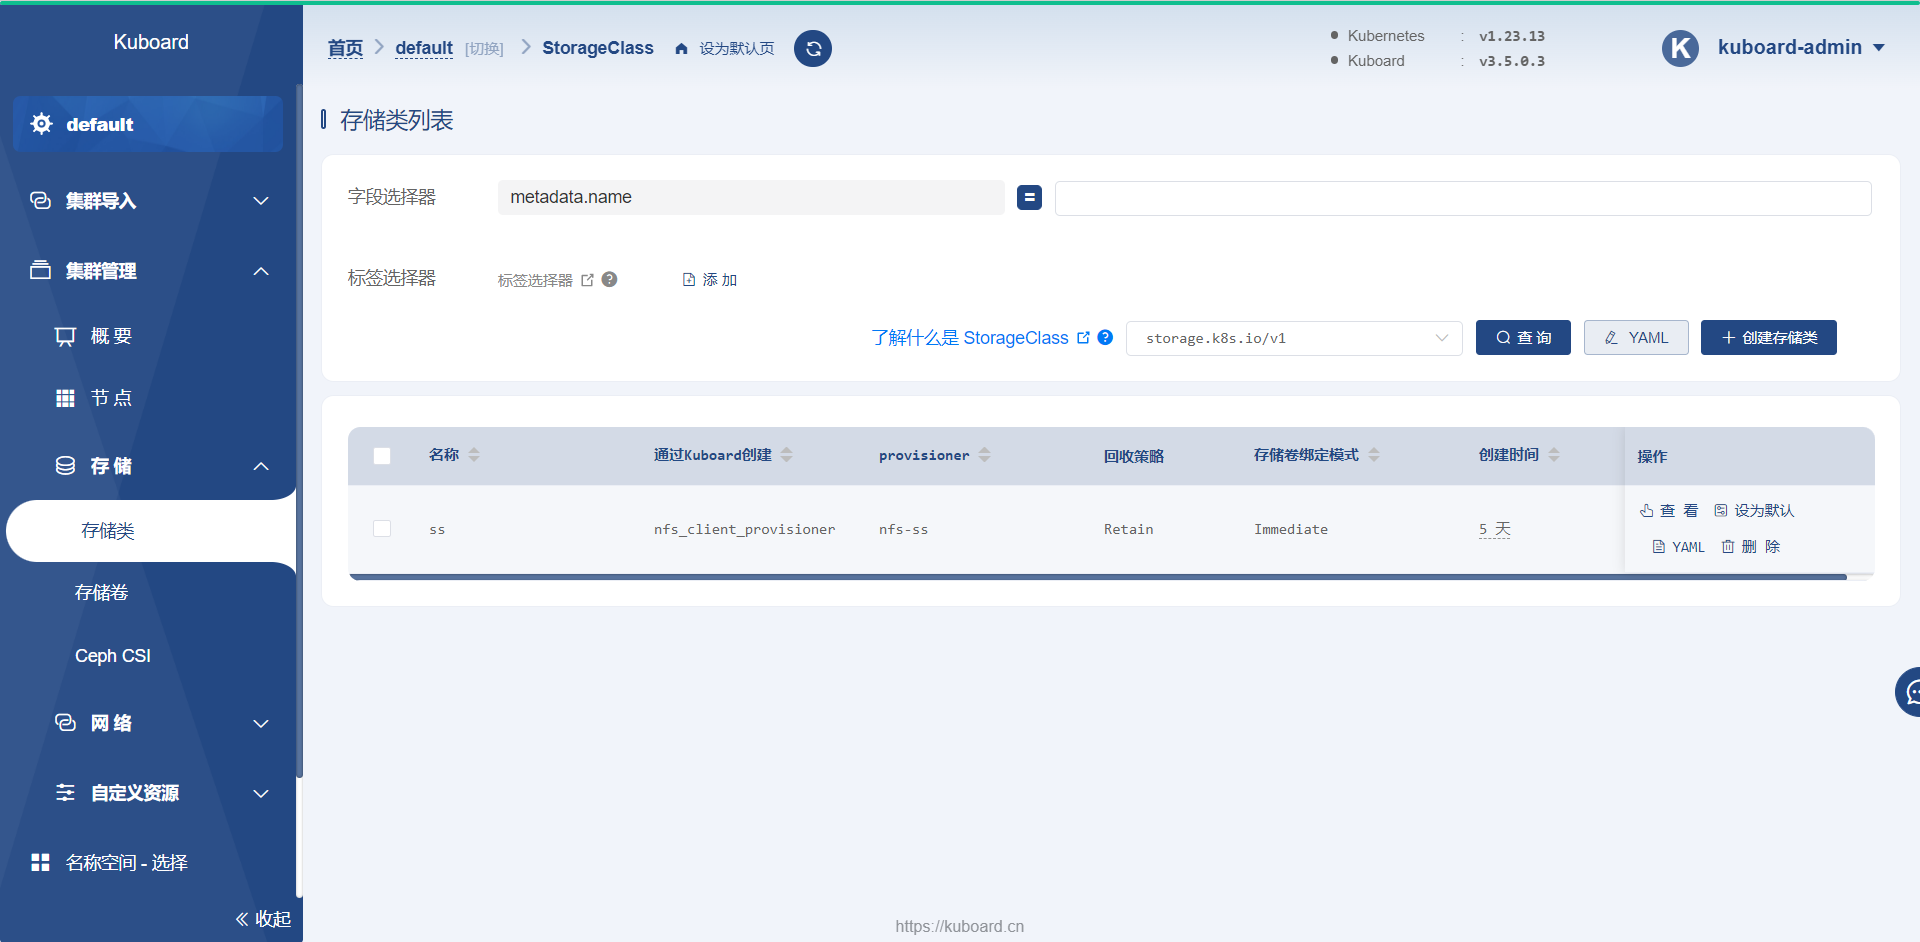 Kuboard
default
集群导入
集群管理
概 要
节 点
存 储
存储类
存储卷
Ceph CSI
网 络
自定义资源
名称空间 - 选择
收起
首页 default [切换] StorageClass 设为默认页
Kubernetes : v1.23.13
Kuboard : v3.5.0.3
K kuboard-admin
存储类列表
字段选择器 metadata.name =
标签选择器 标签选择器 ? 添 加
了解什么是 StorageClass ? storage.k8s.io/v1 查 询 YAML + 创建存储类
名称 通过Kuboard创建 provisioner 回收策略 存储卷绑定模式 创建时间 操作
ss nfs_client_provisioner nfs-ss Retain Immediate 5 天 查 看 设为默认
YAML 删 除
https://kuboard.cn